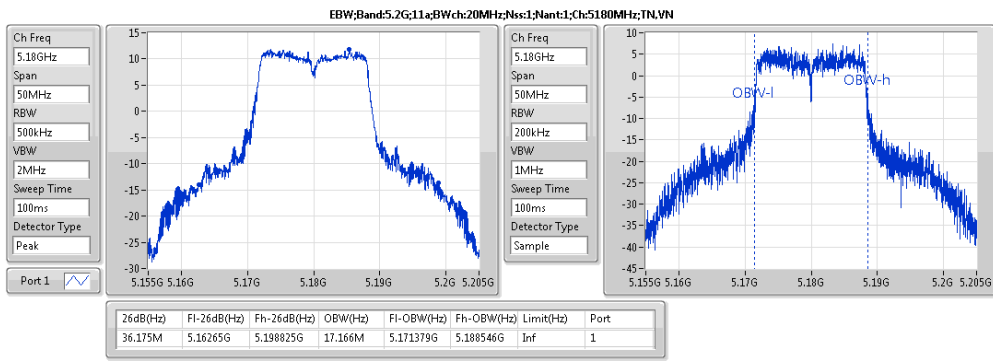 EBW;Band:5.2G;11a;BWch:20MHz;Nss:1;Nant:1;Ch:5180MHz;TN,VN
Ch Freq
5.18GHz
Span
50MHz
RBW
500kHz
VBW
2MHz
Sweep Time
100ms
Detector Type
Peak
Port 1
15
10
5
0
-5
-10
-15
-20
-25
-30
5.155G 5.16G 5.17G 5.18G 5.19G 5.2G 5.205G
Ch Freq
5.18GHz
Span
50MHz
RBW
200kHz
VBW
1MHz
Sweep Time
100ms
Detector Type
Sample
10
5
0
-5
-10
-15
-20
-25
-30
-35
-40
-45
OBW-l
OBW-h
5.155G 5.16G 5.17G 5.18G 5.19G 5.2G 5.205G
26dB(Hz) Fl-26dB(Hz) Fh-26dB(Hz) OBW(Hz) Fl-OBW(Hz) Fh-OBW(Hz) Limit(Hz) Port
36.175M 5.16265G 5.198825G 17.166M 5.171379G 5.188546G Inf 1